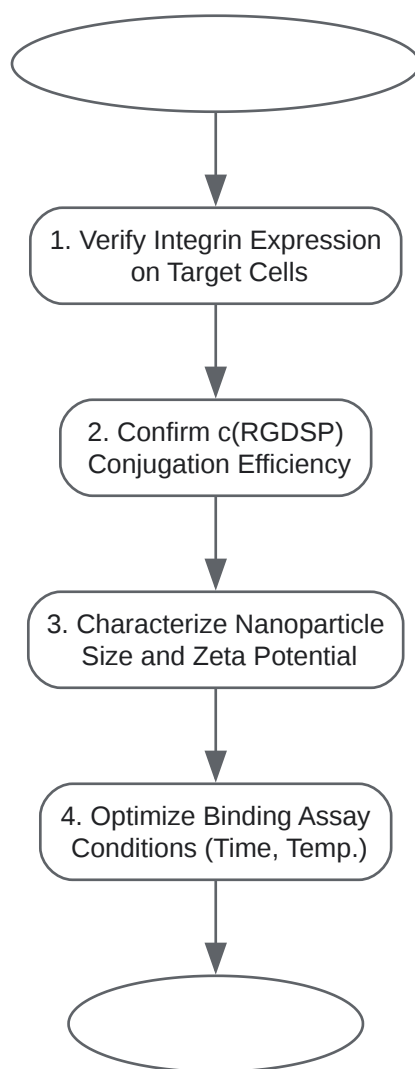 1. Verify Integrin Expression
on Target Cells
2. Confirm c(RGDSP)
Conjugation Efficiency
3. Characterize Nanoparticle
Size and Zeta Potential
4. Optimize Binding Assay
Conditions (Time, Temp.)